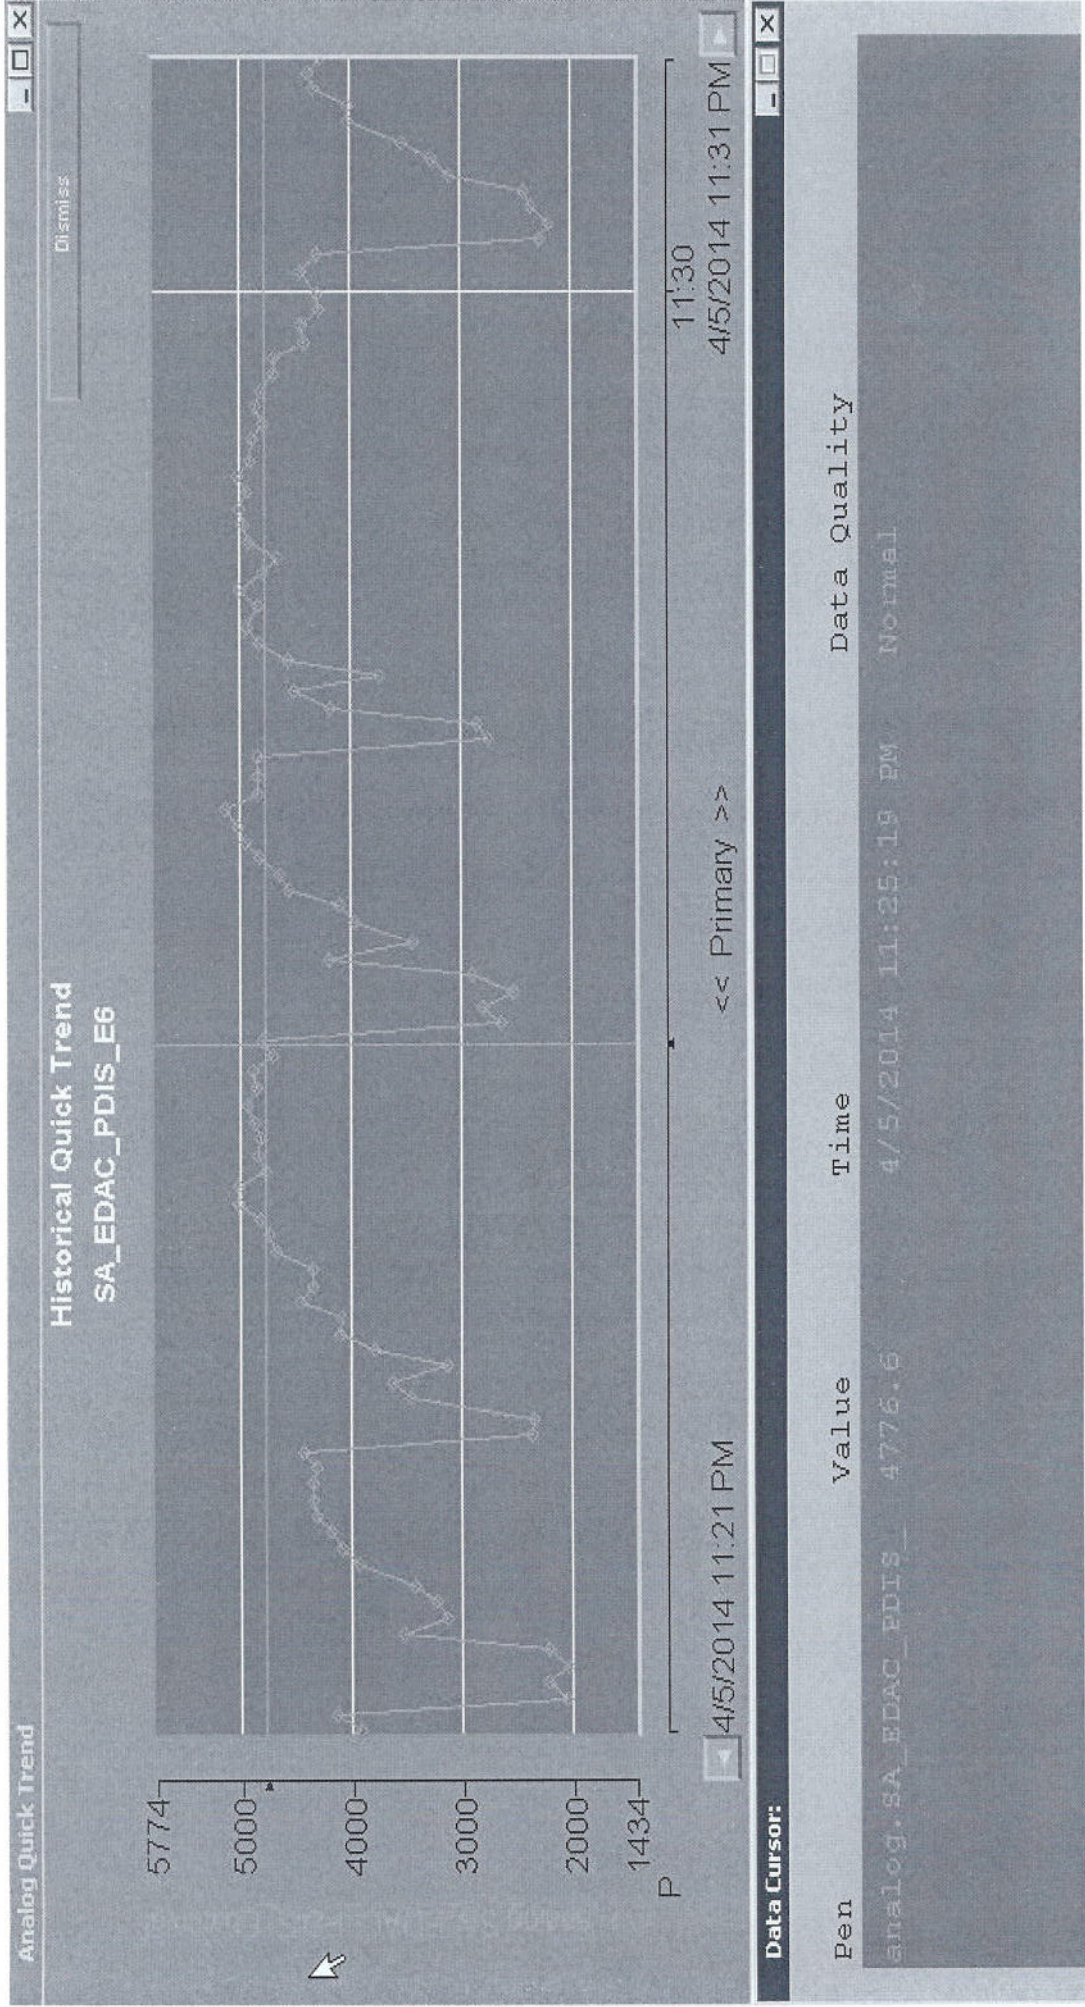 Analog Quick Trend
Historical Quick Trend
Dismiss
SA_EDAC_PDIS_E6
5774
5000
4000
3000
2000
1434
P
11:30
4/5/2014 11:21 PM
<< Primary >>
4/5/2014 11:31 PM
Data Cursor:
Pen Value Time Data Quality
analog.SA_EDAC_PDIS_ 4776.6 4/5/2014 11:25:19 PM Normal